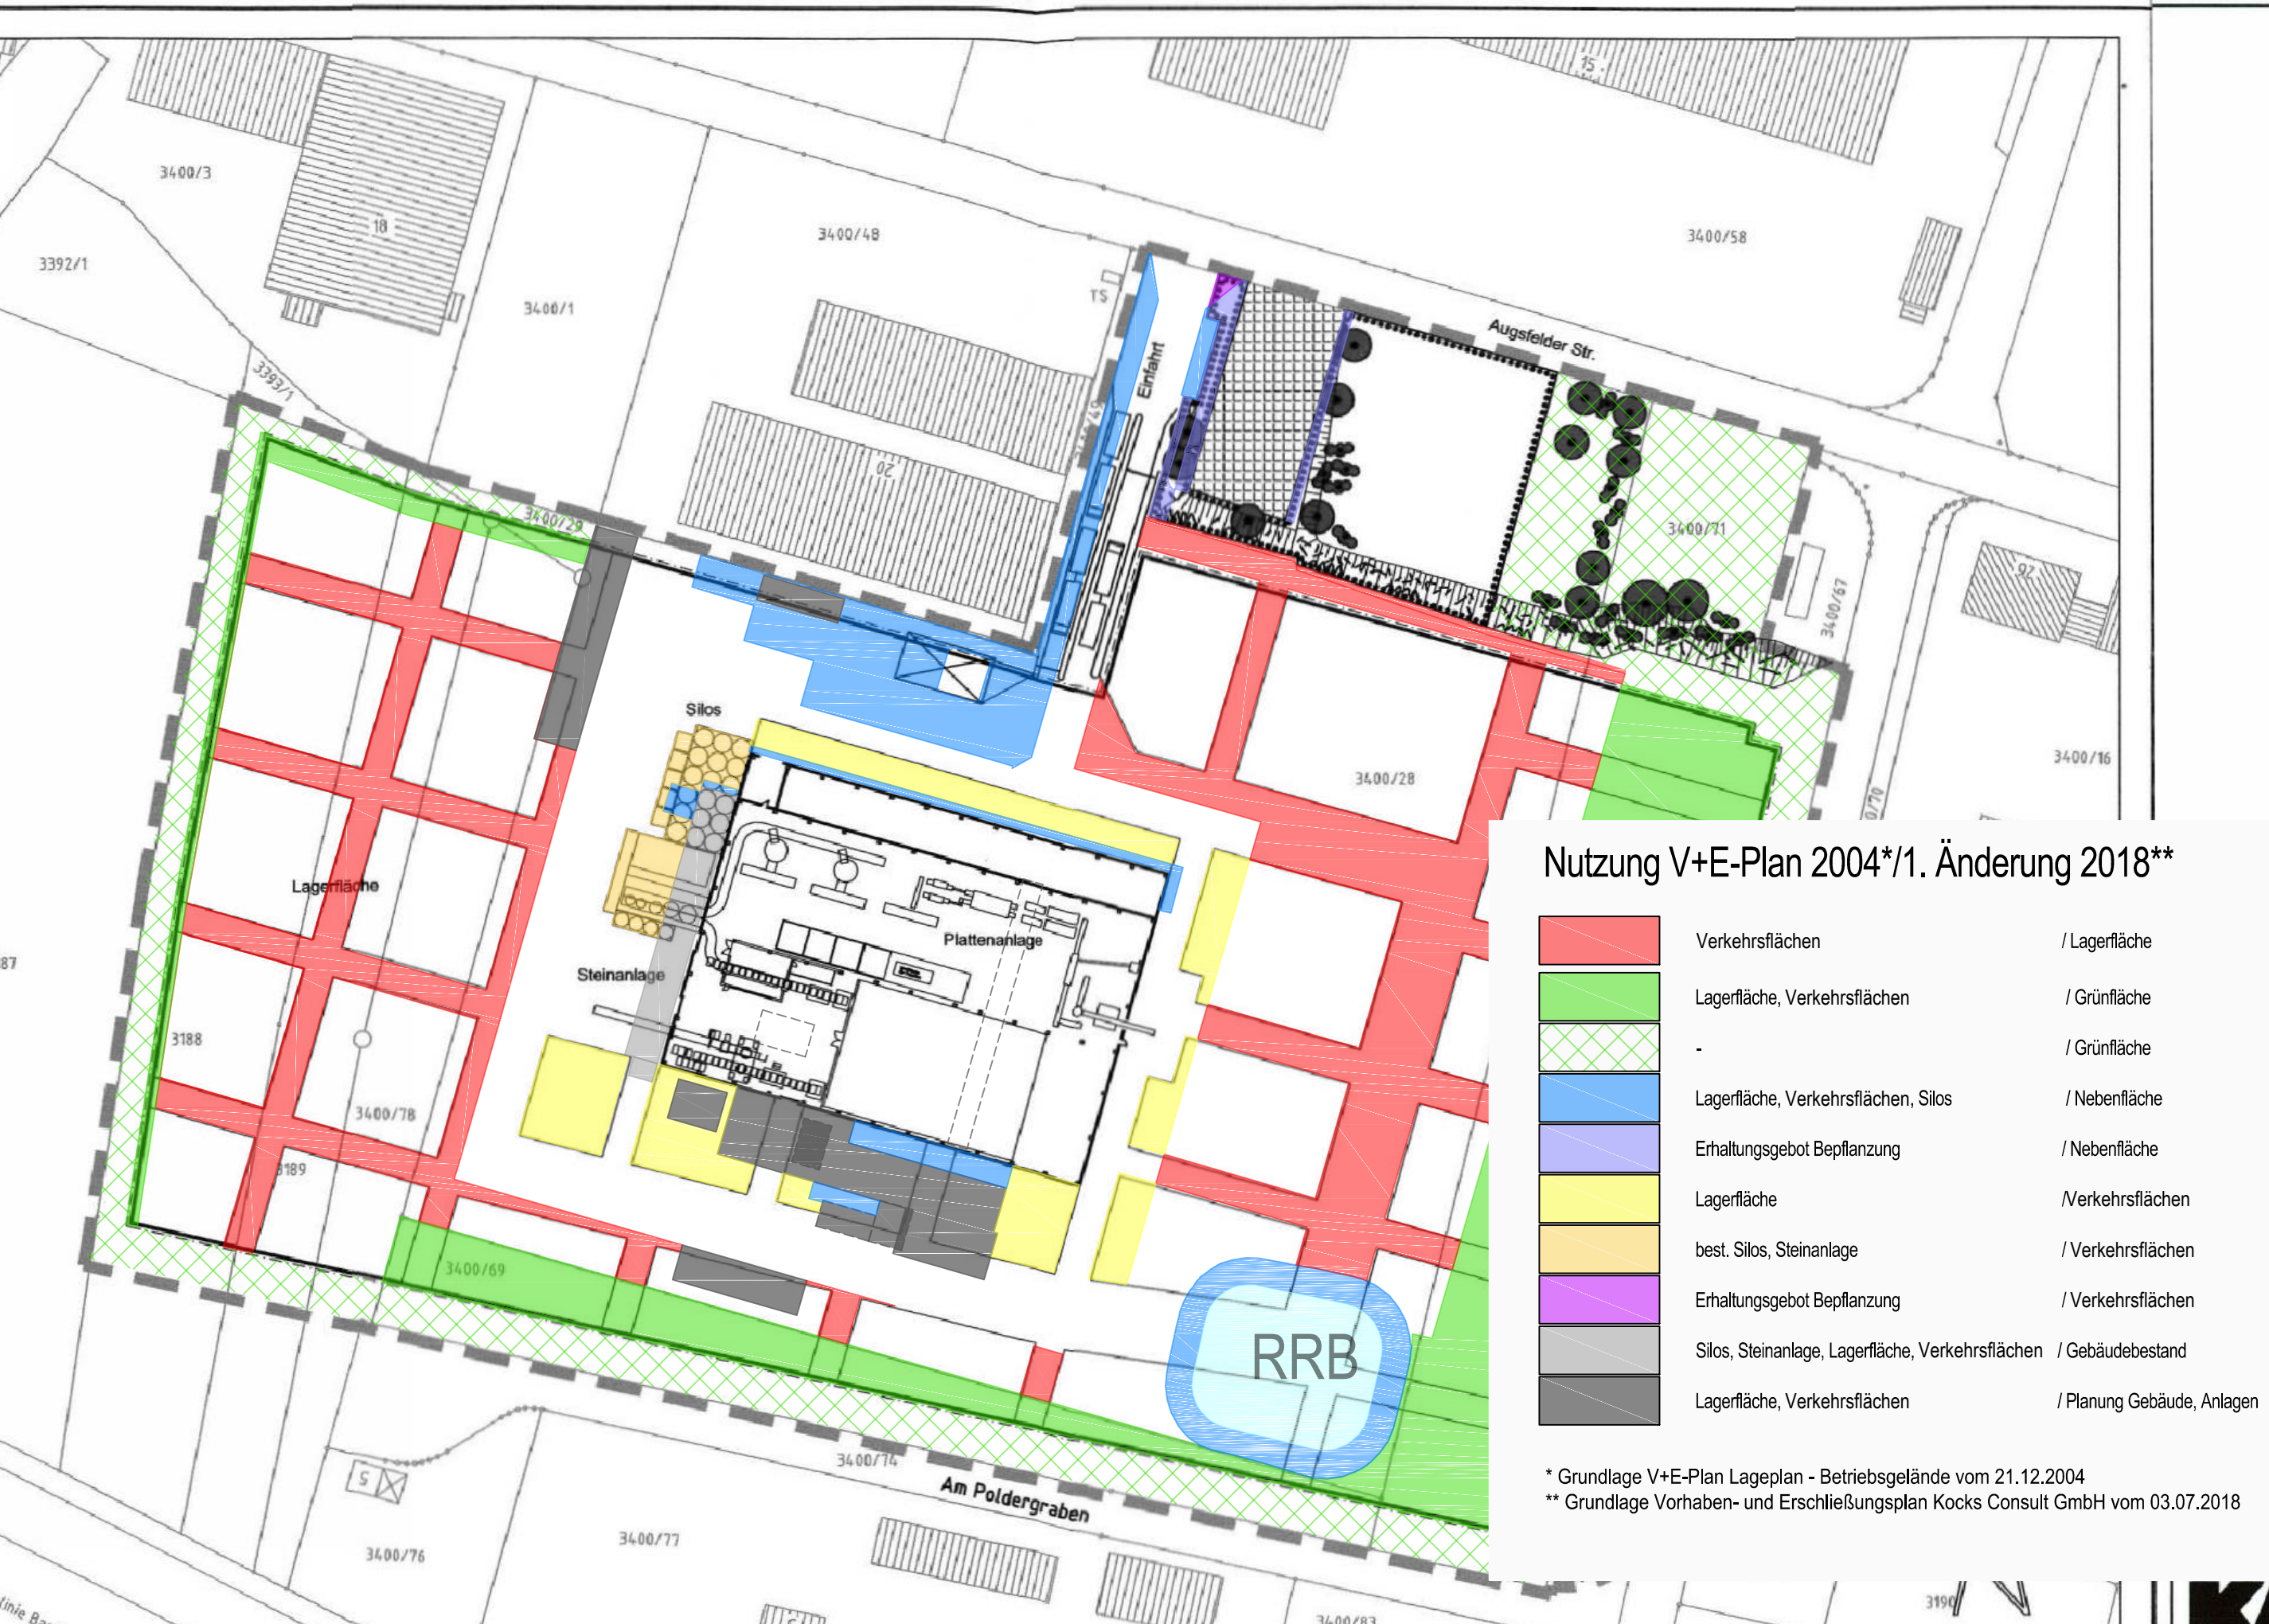 15
3400/3
18
3400/48
3400/58
3392/1
3400/1
TS
Einfahrt
Augsfelder Str.
3393/1
20
3400/29
3400/71
26
3400/67
Silos
3400/16
3400/28
Nutzung V+E-Plan 2004*/1. Änderung 2018**
Lagerfläche
Plattenanlage
Verkehrsflächen / Lagerfläche
Steinanlage
Lagerfläche, Verkehrsflächen / Grünfläche
3188
- / Grünfläche
Lagerfläche, Verkehrsflächen, Silos / Nebenfläche
3400/78
Erhaltungsgebot Bepflanzung / Nebenfläche
3189
Lagerfläche /Verkehrsflächen
best. Silos, Steinanlage / Verkehrsflächen
3400/69
Erhaltungsgebot Bepflanzung / Verkehrsflächen
RRB
Silos, Steinanlage, Lagerfläche, Verkehrsflächen / Gebäudebestand
Lagerfläche, Verkehrsflächen / Planung Gebäude, Anlagen
3400/74
5
* Grundlage V+E-Plan Lageplan - Betriebsgelände vom 21.12.2004
** Grundlage Vorhaben- und Erschließungsplan Kocks Consult GmbH vom 03.07.2018
Am Poldergraben
3400/77
3400/76
3190
3400/83